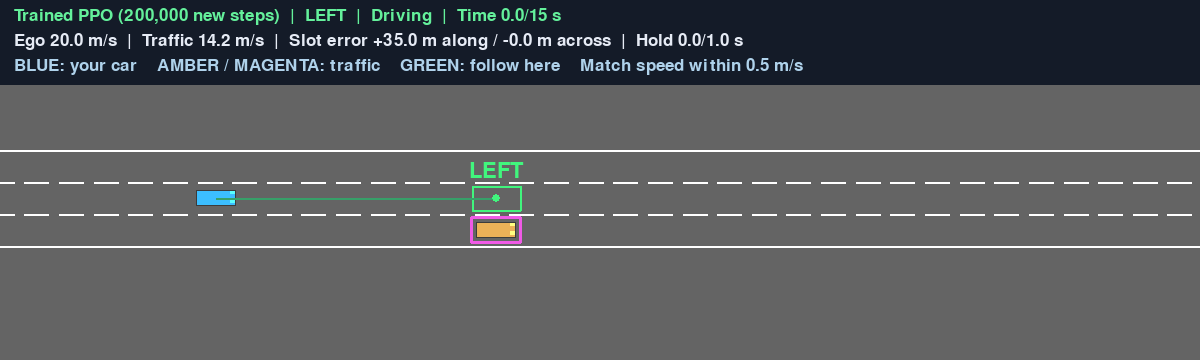 Trained PPO (200,000 new steps) | LEFT | Driving | Time 0.0/15 s
Ego 20.0 m/s | Traffic 14.2 m/s | Slot error +35.0 m along / -0.0 m across | Hold 0.0/1.0 s
BLUE: your car AMBER / MAGENTA: traffic GREEN: follow here Match speed within 0.5 m/s
LEFT